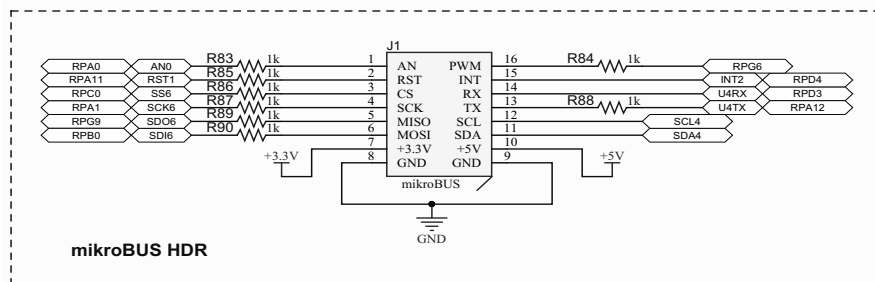 J1
RPA0 AN0 R83 1k 1 AN PWM 16 R84 1k RPG6
RPA11 RST1 R85 1k 2 RST INT 15 INT2 RPD4
RPC0 SS6 R86 1k 3 CS RX 14 U4RX RPD3
RPA1 SCK6 R87 1k 4 SCK TX 13 R88 1k U4TX RPA12
RPG9 SDO6 R89 1k 5 MISO SCL 12 SCL4
RPB0 SDI6 R90 1k 6 MOSI SDA 11 SDA4
+3.3V 7 +3.3V +5V 10 +5V
8 GND GND 9
mikroBUS
GND
mikroBUS HDR